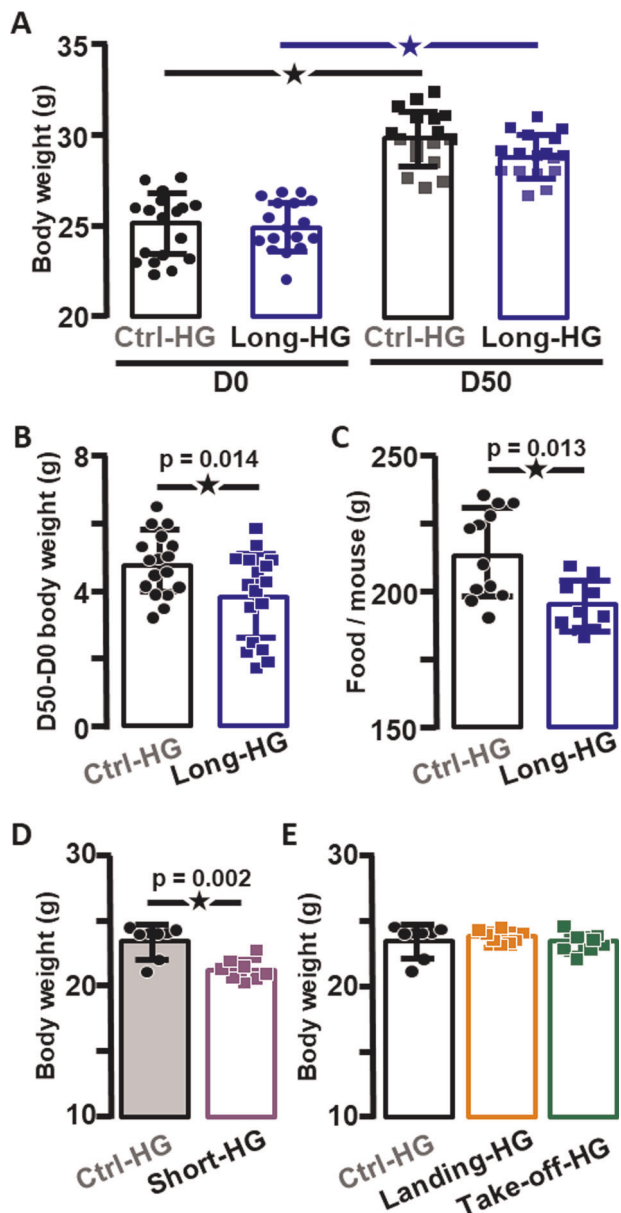 A
Body weight (g)
35
30
25
20
Ctrl-HG Long-HG Ctrl-HG Long-HG
D0 D50
B
D50-D0 body weight (g)
8
4
0
p = 0.014
Ctrl-HG
Long-HG
C
Food / mouse (g)
250
200
150
p = 0.013
Ctrl-HG
Long-HG
D
Body weight (g)
30
20
10
p = 0.002
Ctrl-HG
Short-HG
E
Body weight (g)
30
20
10
Ctrl-HG
Landing-HG
Take-off-HG